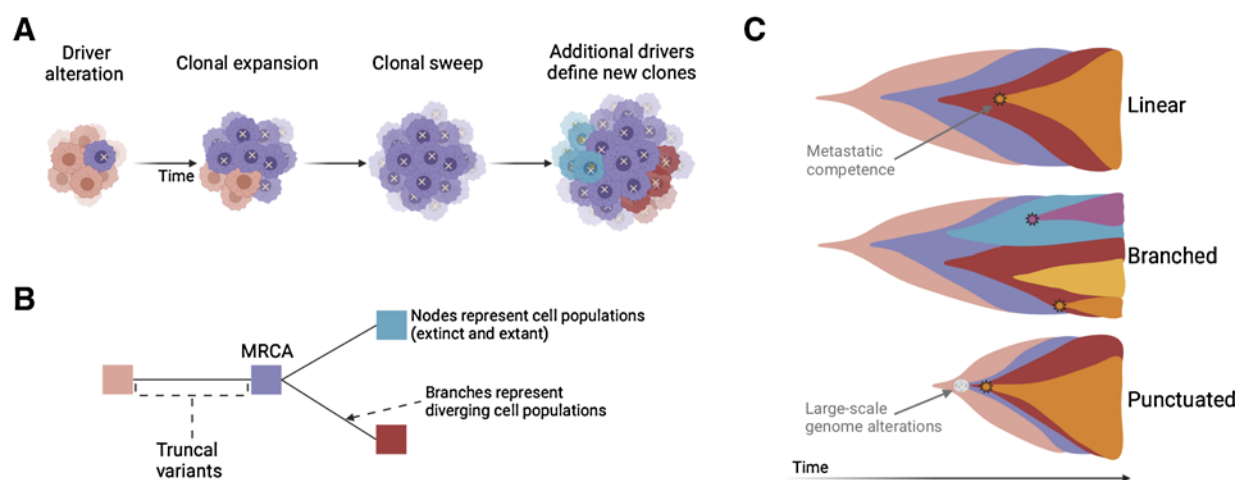 A
Driver
alteration
Clonal expansion
Clonal sweep
Additional drivers
define new clones
Time
B
MRCA
Nodes represent cell populations
(extinct and extant)
Branches represent
diverging cell populations
Truncal
variants
C
Linear
Metastatic
competence
Branched
Punctuated
Large-scale
genome alterations
Time